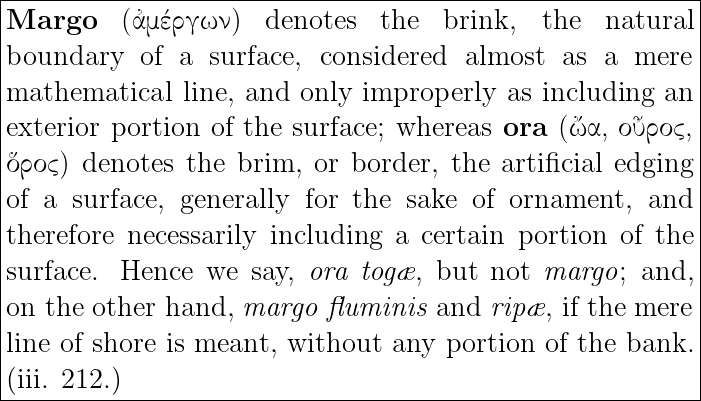 Margo (ἀμέργων) denotes the brink, the natural
boundary of a surface, considered almost as a mere
mathematical line, and only improperly as including an
exterior portion of the surface; whereas ora (ὤα, οὖρος,
ὅρος) denotes the brim, or border, the artificial edging
of a surface, generally for the sake of ornament, and
therefore necessarily including a certain portion of the
surface. Hence we say, ora togæ, but not margo; and,
on the other hand, margo fluminis and ripæ, if the mere
line of shore is meant, without any portion of the bank.
(iii. 212.)